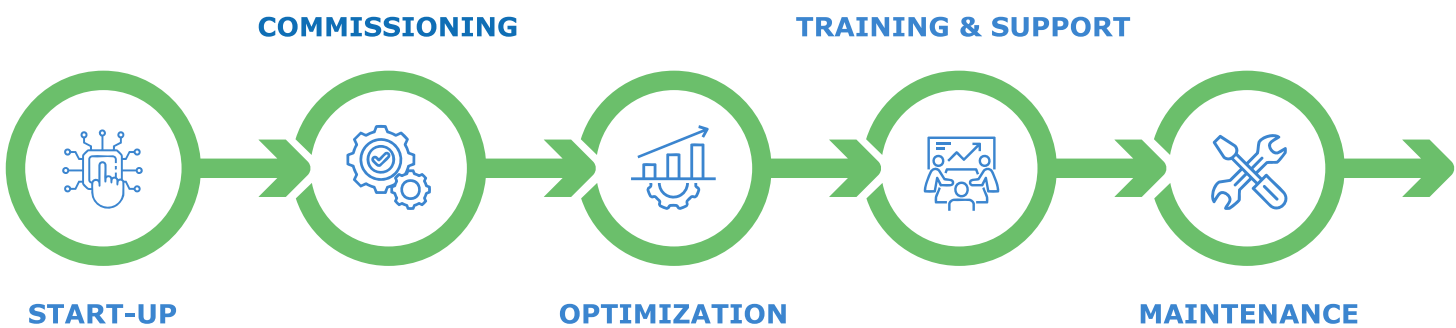 COMMISSIONING
TRAINING & SUPPORT
START-UP
OPTIMIZATION
MAINTENANCE